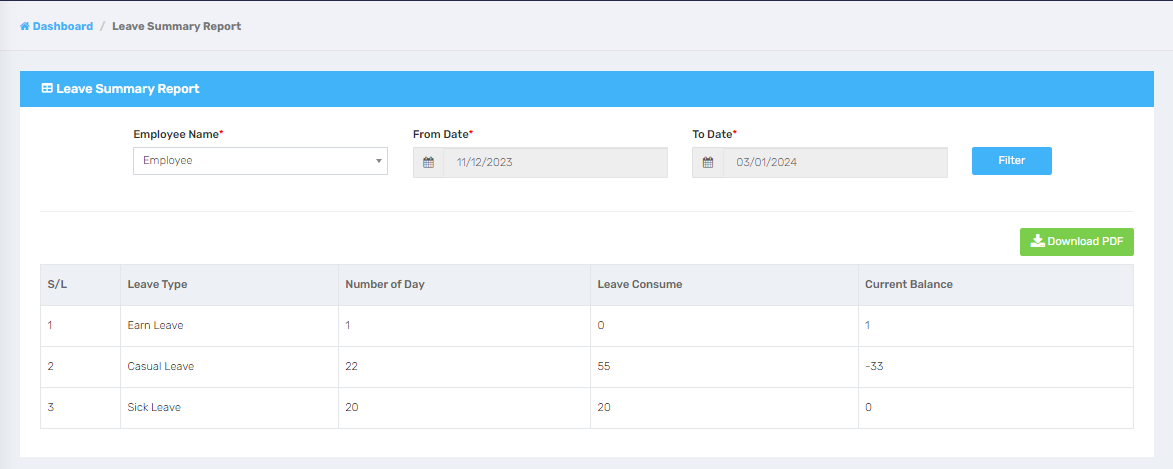 Dashboard / Leave Summary Report
Leave Summary Report
Employee Name* From Date* To Date*
Employee 11/12/2023 03/01/2024 Filter
Download PDF
S/L Leave Type Number of Day Leave Consume Current Balance
1 Earn Leave 1 0 1
2 Casual Leave 22 55 -33
3 Sick Leave 20 20 0